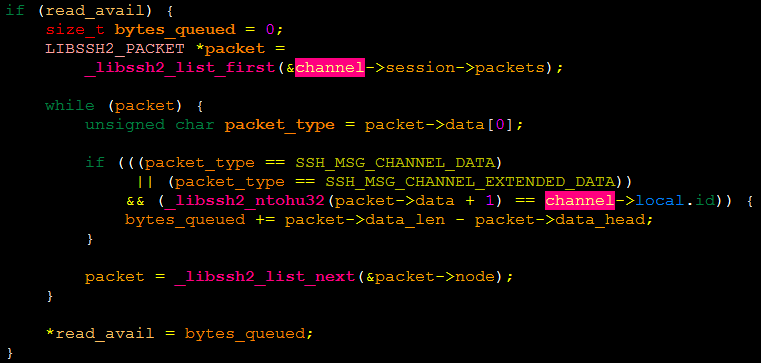 if (read_avail) {
    size_t bytes_queued = 0;
    LIBSSH2_PACKET *packet =
        _libssh2_list_first(&channel->session->packets);

    while (packet) {
        unsigned char packet_type = packet->data[0];

        if (((packet_type == SSH_MSG_CHANNEL_DATA)
             || (packet_type == SSH_MSG_CHANNEL_EXTENDED_DATA))
            && (_libssh2_ntohu32(packet->data + 1) == channel->local.id)) {
            bytes_queued += packet->data_len - packet->data_head;
        }

        packet = _libssh2_list_next(&packet->node);
    }

    *read_avail = bytes_queued;
}